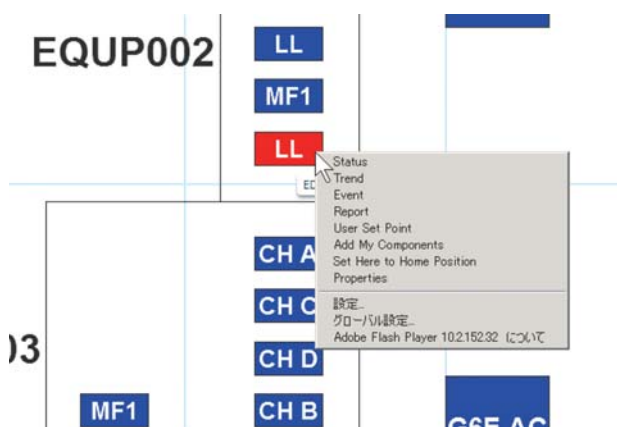 EQUP002
LL
MF1
LL
Status
Trend
Event
Report
User Set Point
Add My Components
Set Here to Home Position
Properties
設定...
グローバル設定...
Adobe Flash Player 10.2.152.32 について
CH A
CH C
CH D
CH B
MF1